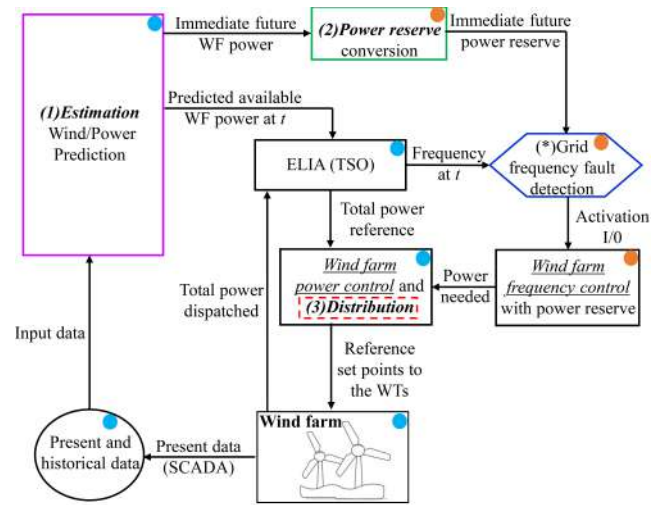 Immediate future
WF power
(2)Power reserve
conversion
Immediate future
power reserve
(1)Estimation
Wind/Power
Prediction
Predicted available
WF power at t
ELIA (TSO)
Frequency
at t
(*)Grid
frequency fault
detection
Total power
reference
Activation
I/0
Wind farm
power control and
(3)Distribution
Power
needed
Wind farm
frequency control
with power reserve
Total power
dispatched
Input data
Reference
set points to
the WTs
Wind farm
Present and
historical data
Present data
(SCADA)